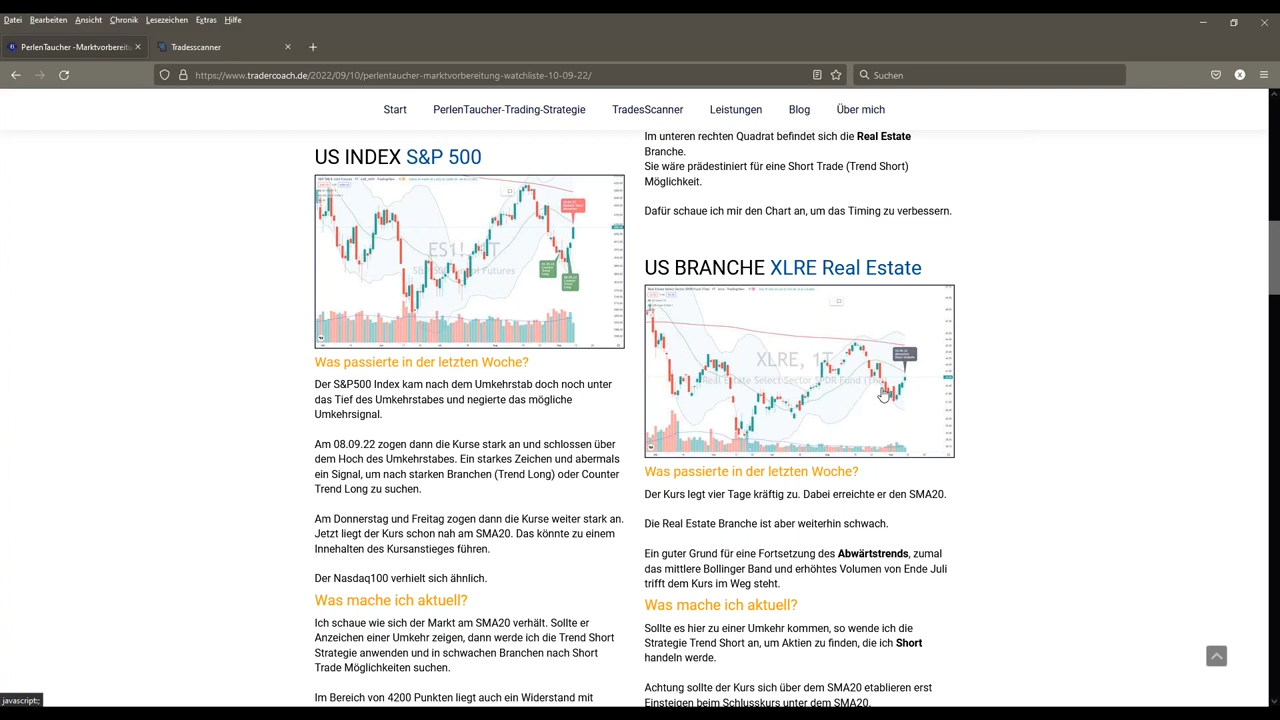 Datei Bearbeiten Ansicht Chronik Lesezeichen Extras Hilfe
PerlenTaucher -Marktvorbereitu
Tradesscanner
https://www.tradercoach.de/2022/09/10/perlentaucher-marktvorbereitung-watchliste-10-09-22/
Suchen
Start PerlenTaucher-Trading-Strategie TradesScanner Leistungen Blog Über mich
US INDEX S&P 500
ES1!, 1T
Was passierte in der letzten Woche?
Der S&P500 Index kam nach dem Umkehrstab doch noch unter
das Tief des Umkehrstabes und negierte das mögliche
Umkehrsignal.
Am 08.09.22 zogen dann die Kurse stark an und schlossen über
dem Hoch des Umkehrstabes. Ein starkes Zeichen und abermals
ein Signal, um nach starken Branchen (Trend Long) oder Counter
Trend Long zu suchen.
Am Donnerstag und Freitag zogen dann die Kurse weiter stark an.
Jetzt liegt der Kurs schon nah am SMA20. Das könnte zu einem
Innehalten des Kursanstieges führen.
Der Nasdaq100 verhielt sich ähnlich.
Was mache ich aktuell?
Ich schaue wie sich der Markt am SMA20 verhält. Sollte er
Anzeichen einer Umkehr zeigen, dann werde ich die Trend Short
Strategie anwenden und in schwachen Branchen nach Short
Trade Möglichkeiten suchen.
Im Bereich von 4200 Punkten liegt auch ein Widerstand mit
Im unteren rechten Quadrat befindet sich die Real Estate
Branche.
Sie wäre prädestiniert für eine Short Trade (Trend Short)
Möglichkeit.
Dafür schaue ich mir den Chart an, um das Timing zu verbessern.
US BRANCHE XLRE Real Estate
XLRE, 1T
Real Estate Select Sector SPDR Fund (The)
Was passierte in der letzten Woche?
Der Kurs legt vier Tage kräftig zu. Dabei erreichte er den SMA20.
Die Real Estate Branche ist aber weiterhin schwach.
Ein guter Grund für eine Fortsetzung des Abwärtstrends, zumal
das mittlere Bollinger Band und erhöhtes Volumen von Ende Juli
trifft dem Kurs im Weg steht.
Was mache ich aktuell?
Sollte es hier zu einer Umkehr kommen, so wende ich die
Strategie Trend Short an, um Aktien zu finden, die ich Short
handeln werde.
Achtung sollte der Kurs sich über dem SMA20 etablieren erst
Einsteigen beim Schlusskurs unter dem SMA20.
javascript:;